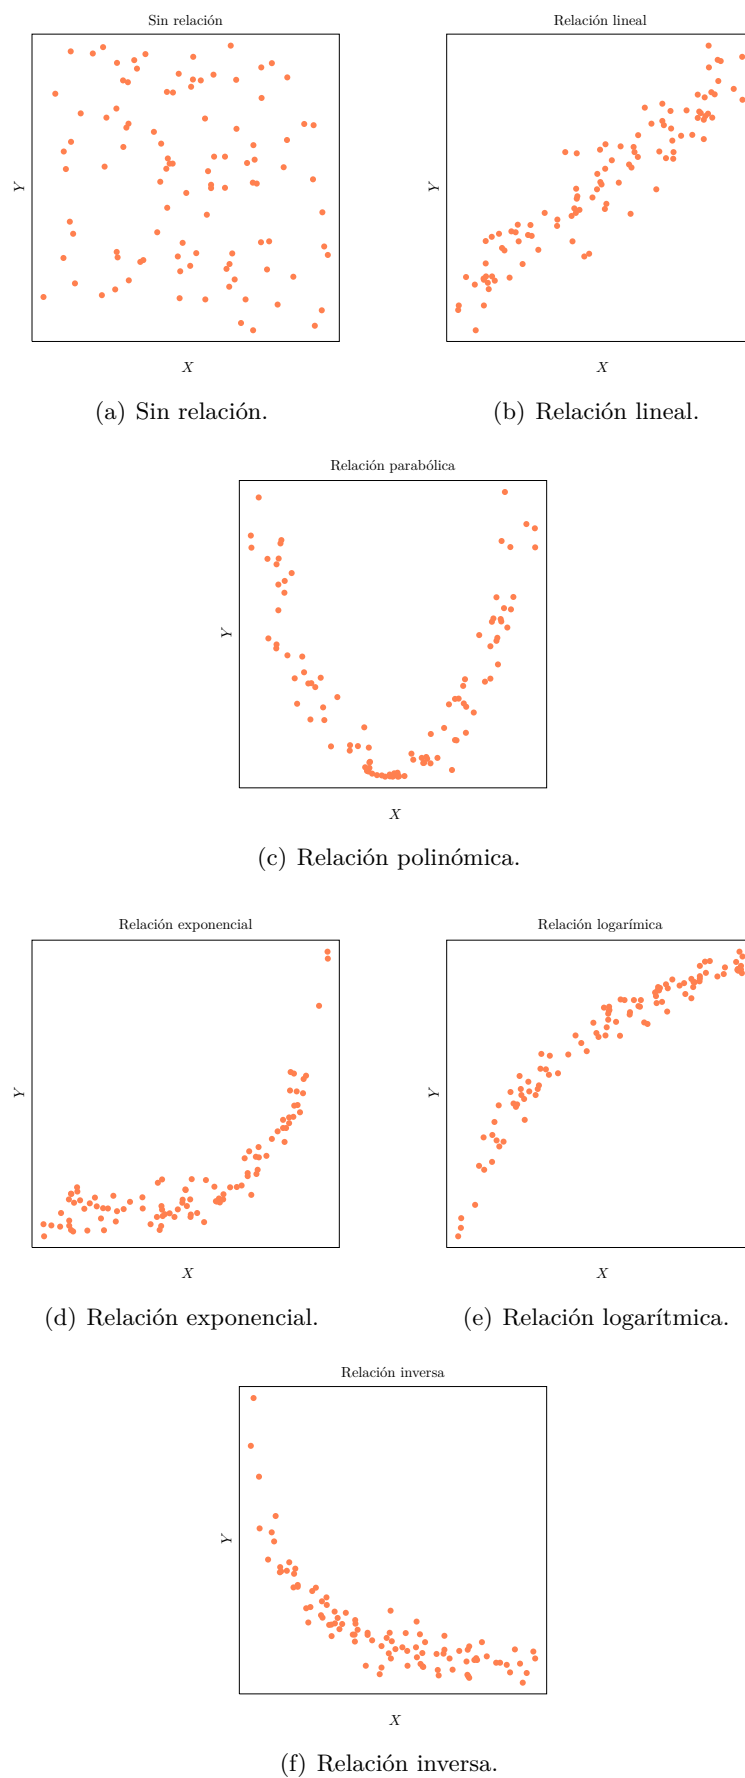 Sin relación
Relación lineal
Y
Y
X
X
(a) Sin relación.
(b) Relación lineal.
Relación parabólica
Y
X
(c) Relación polinómica.
Relación exponencial
Relación logarímica
Y
Y
X
X
(d) Relación exponencial.
(e) Relación logarítmica.
Relación inversa
Y
X
(f) Relación inversa.